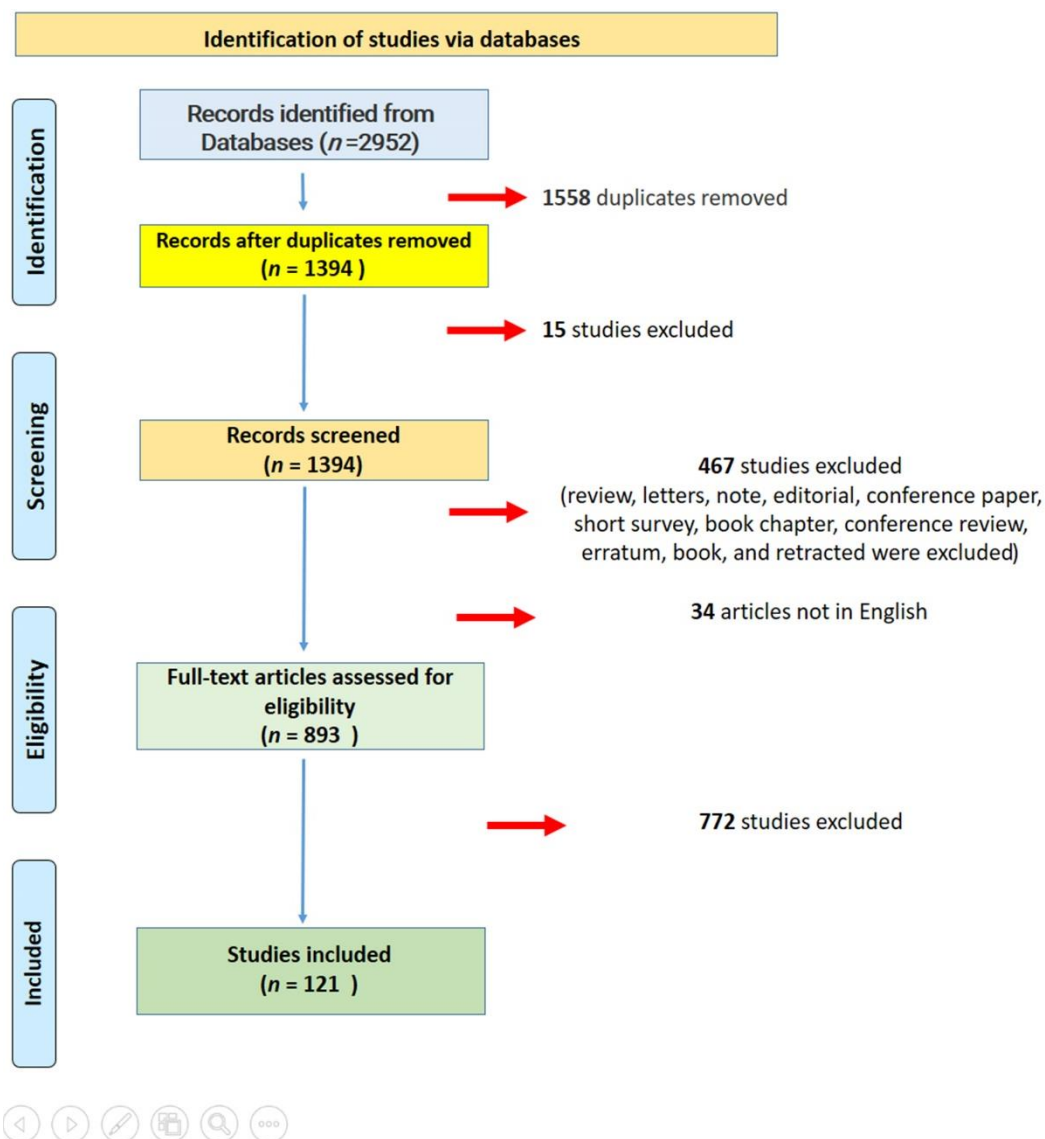 Identification of studies via databases
Identification
Records identified from
Databases (n =2952)
1558 duplicates removed
Records after duplicates removed
(n = 1394 )
15 studies excluded
Screening
Records screened
(n = 1394)
467 studies excluded
(review, letters, note, editorial, conference paper,
short survey, book chapter, conference review,
erratum, book, and retracted were excluded)
34 articles not in English
Eligibility
Full-text articles assessed for
eligibility
(n = 893 )
772 studies excluded
Included
Studies included
(n = 121 )